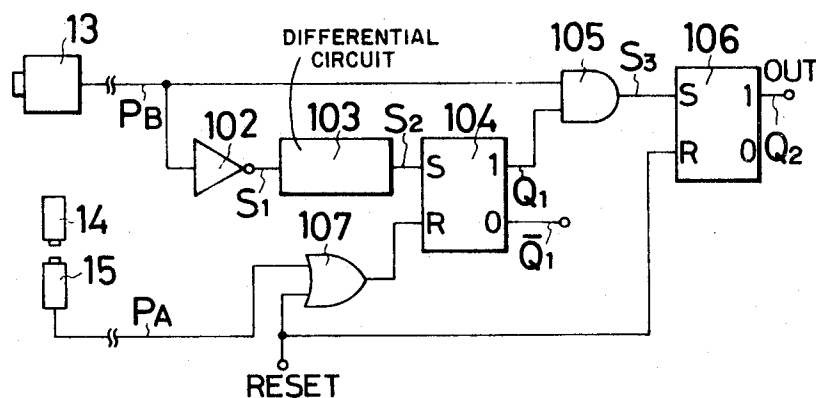 13
DIFFERENTIAL
CIRCUIT
105
S3
106
OUT
PB
102
103
S2
104
S
1
S1
S
1
Q1
R
0
Q2
14
107
R
0
Q̅1
15
PA
RESET